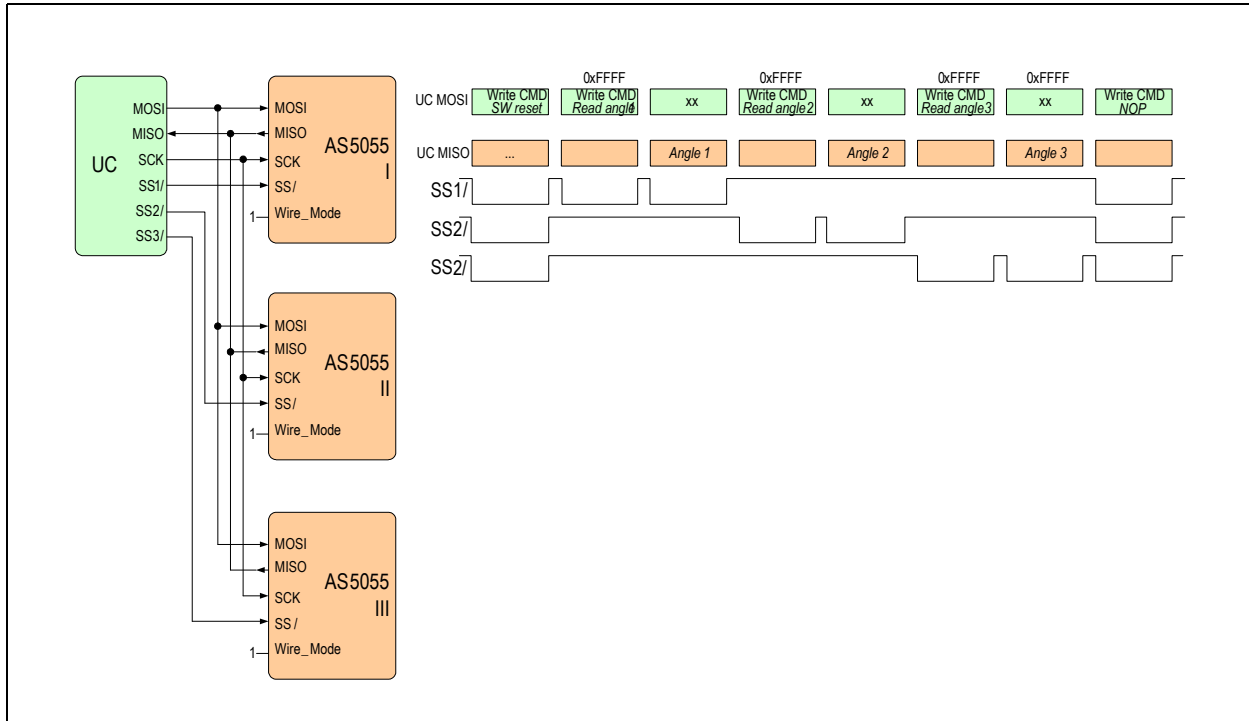 UC
MOSI
MISO
SCK
SS1/
SS2/
SS3/
MOSI
MISO
SCK
SS/
Wire_Mode
1
AS5055
I
MOSI
MISO
SCK
SS/
Wire_Mode
1
AS5055
II
MOSI
MISO
SCK
SS/
Wire_Mode
1
AS5055
III
0xFFFF 0xFFFF 0xFFFF 0xFFFF
UC MOSI
Write CMD
SW reset
Write CMD
Read angle1
xx
Write CMD
Read angle2
xx
Write CMD
Read angle3
xx
Write CMD
NOP
UC MISO
... Angle 1 Angle 2 Angle 3
SS1/
SS2/
SS2/